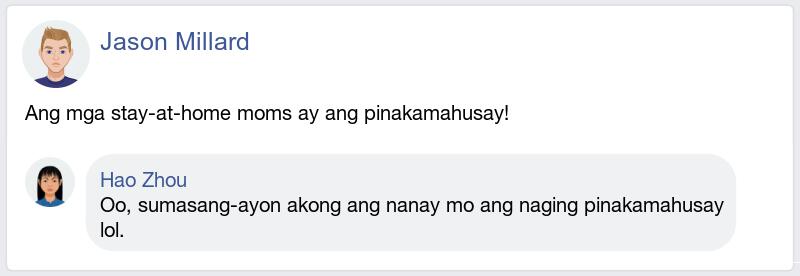 Jason Millard
Ang mga stay-at-home moms ay ang pinakamahusay!
Hao Zhou
Oo, sumasang-ayon akong ang nanay mo ang naging pinakamahusay
lol.